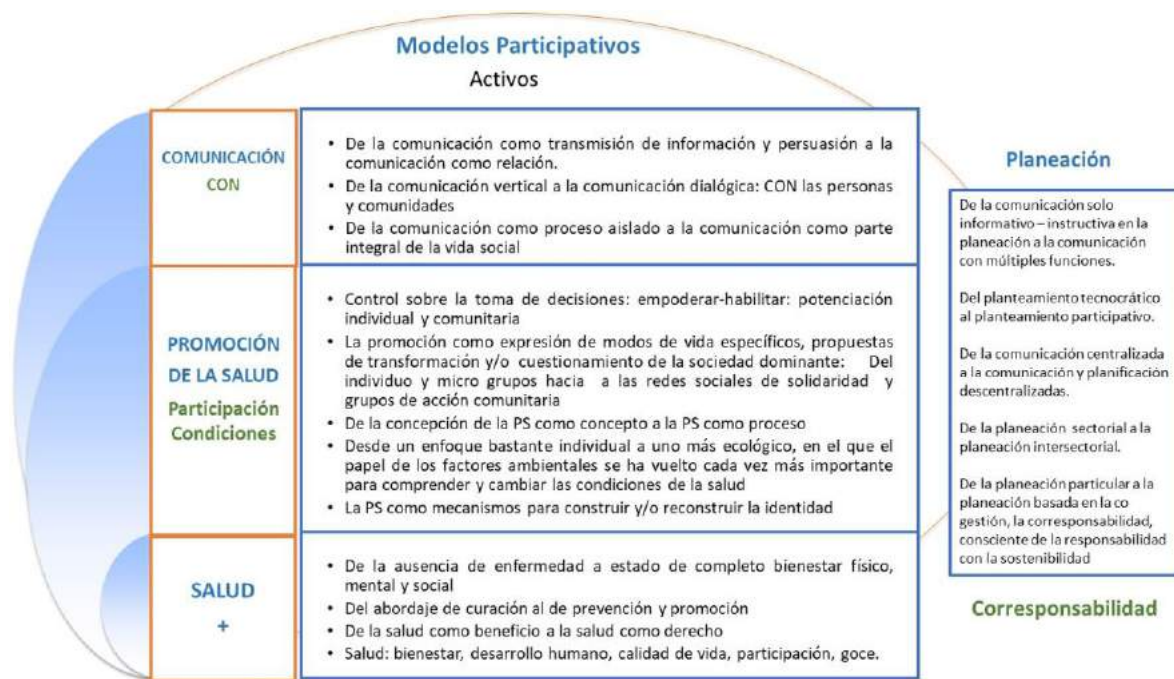 Modelos Participativos
Activos
COMUNICACIÓN
CON
• De la comunicación como transmisión de información y persuasión a la
comunicación como relación.
• De la comunicación vertical a la comunicación dialógica: CON las personas
y comunidades
• De la comunicación como proceso aislado a la comunicación como parte
integral de la vida social
PROMOCIÓN
DE LA SALUD
Participación
Condiciones
• Control sobre la toma de decisiones: empoderar-habilitar: potenciación
individual y comunitaria
• La promoción como expresión de modos de vida específicos, propuestas
de transformación y/o cuestionamiento de la sociedad dominante: Del
individuo y micro grupos hacia a las redes sociales de solidaridad y
grupos de acción comunitaria
• De la concepción de la PS como concepto a la PS como proceso
• Desde un enfoque bastante individual a uno más ecológico, en el que el
papel de los factores ambientales se ha vuelto cada vez más importante
para comprender y cambiar las condiciones de la salud
• La PS como mecanismos para construir y/o reconstruir la identidad
SALUD
+
• De la ausencia de enfermedad a estado de completo bienestar físico,
mental y social
• Del abordaje de curación al de prevención y promoción
• De la salud como beneficio a la salud como derecho
• Salud: bienestar, desarrollo humano, calidad de vida, participación, goce.
Planeación
De la comunicación solo
informativo – instructiva en la
planeación a la comunicación
con múltiples funciones.
Del planteamiento tecnocrático
al planteamiento participativo.
De la comunicación centralizada
a la comunicación y planificación
descentralizadas.
De la planeación sectorial a la
planeación intersectorial.
De la planeación particular a la
planeación basada en la co
gestión, la corresponsabilidad,
consciente de la responsabilidad
con la sostenibilidad
Corresponsabilidad